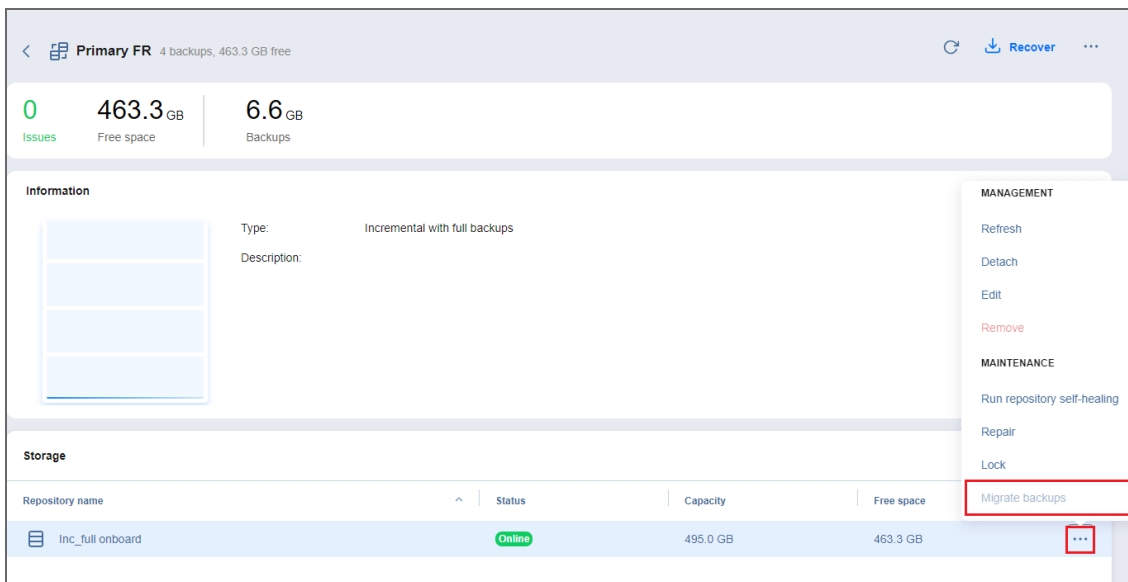 Primary FR 4 backups, 463.3 GB free
Recover
0
Issues
463.3 GB
Free space
6.6 GB
Backups
Information
Type: Incremental with full backups
Description:
MANAGEMENT
Refresh
Detach
Edit
Remove
MAINTENANCE
Run repository self-healing
Repair
Lock
Migrate backups
Storage
Repository name Status Capacity Free space
Inc_full onboard Online 495.0 GB 463.3 GB